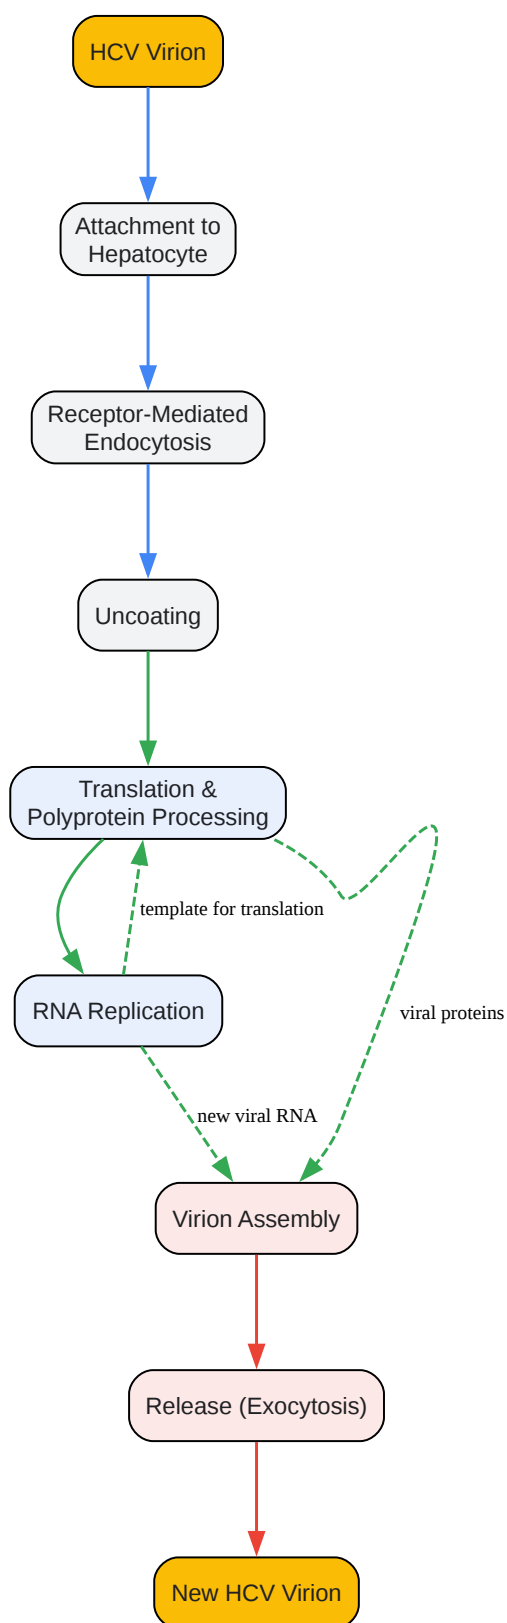 HCV Virion
Attachment to
Hepatocyte
Receptor-Mediated
Endocytosis
Uncoating
Translation &
Polyprotein Processing
template for translation
RNA Replication
viral proteins
new viral RNA
Virion Assembly
Release (Exocytosis)
New HCV Virion